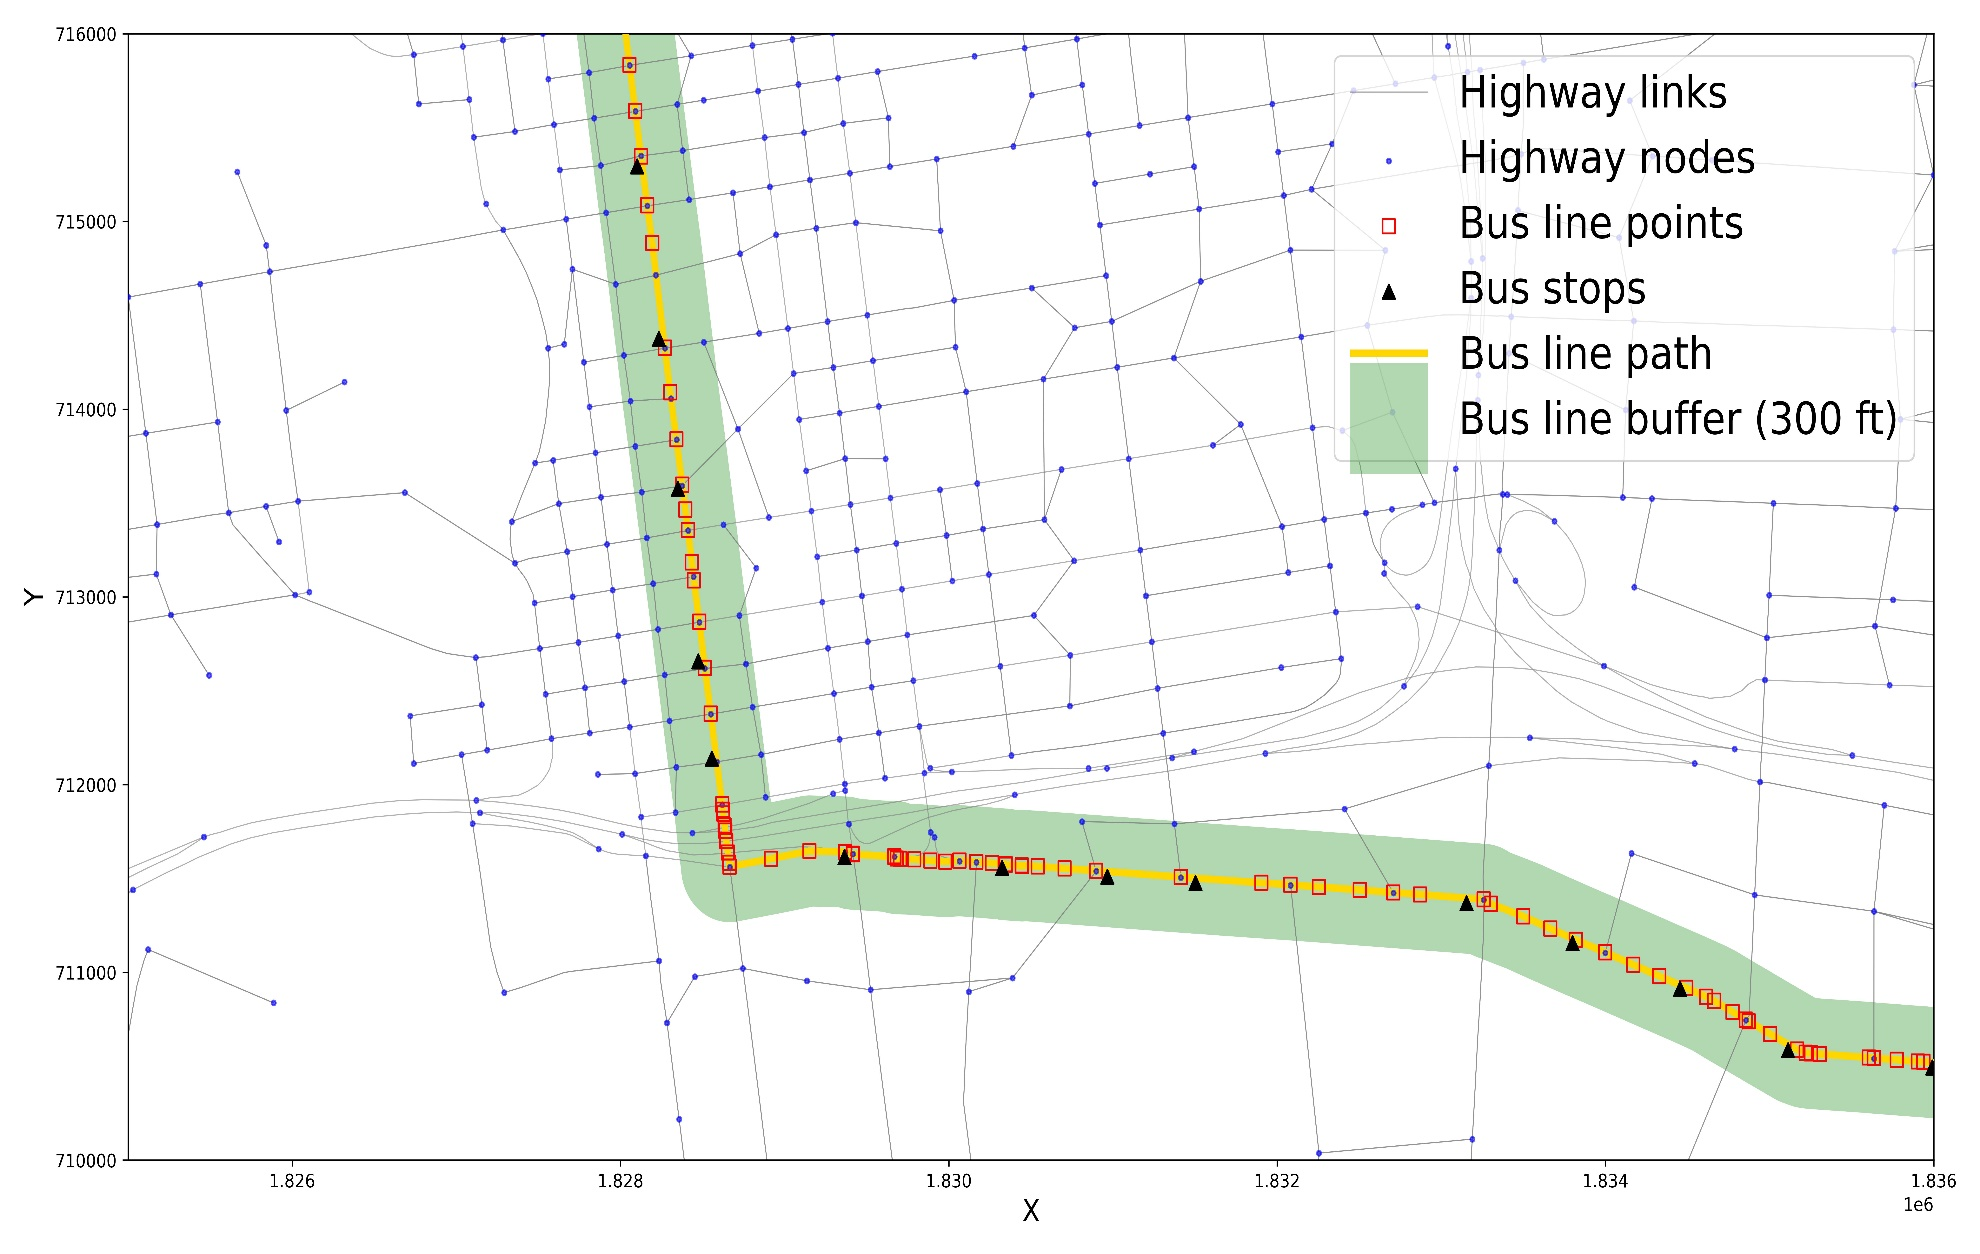 716000
715000
714000
713000
712000
711000
710000
Y
1.826
1.828
1.830
1.832
1.834
1.836
1e6
X
Highway links
Highway nodes
Bus line points
Bus stops
Bus line path
Bus line buffer (300 ft)